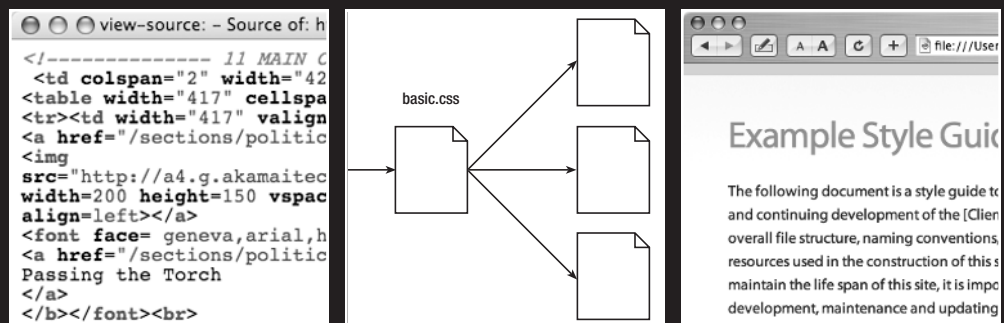 view-source: – Source of: h
<!-------------- 11 MAIN C
<td colspan="2" width="42
<table width="417" cellspa
<tr><td width="417" valign
<a href="/sections/politic
<img
src="http://a4.g.akamaitec
width=200 height=150 vspac
align=left></a>
<font face= geneva,arial,h
<a href="/sections/politic
Passing the Torch
</a>
</b></font><br>
basic.css
A A C + file:///User
Example Style Guid
The following document is a style guide to
and continuing development of the [Clien
overall file structure, naming conventions,
resources used in the construction of this s
maintain the life span of this site, it is impo
development, maintenance and updating